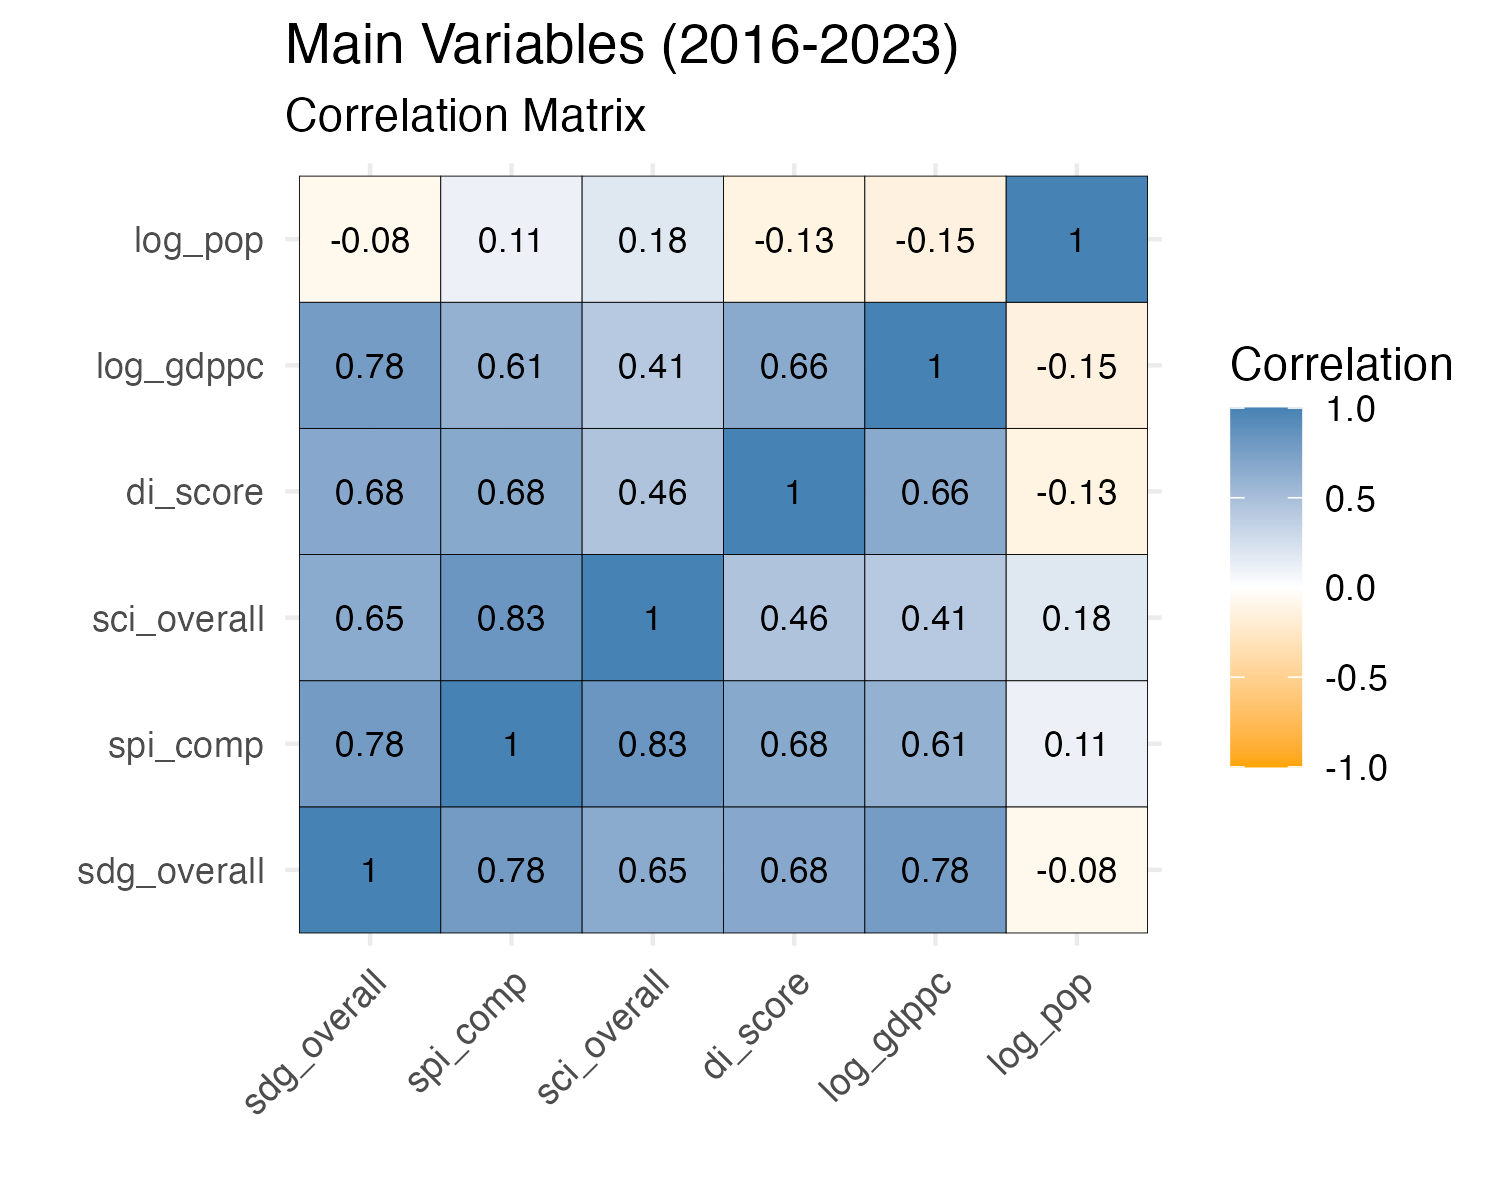 Main Variables (2016-2023)
Correlation Matrix
log_pop -0.08 0.11 0.18 -0.13 -0.15 1
log_gdppc 0.78 0.61 0.41 0.66 1 -0.15
di_score 0.68 0.68 0.46 1 0.66 -0.13
sci_overall 0.65 0.83 1 0.46 0.41 0.18
spi_comp 0.78 1 0.83 0.68 0.61 0.11
sdg_overall 1 0.78 0.65 0.68 0.78 -0.08
sdg_overall spi_comp sci_overall di_score log_gdppc log_pop
Correlation
1.0
0.5
0.0
-0.5
-1.0